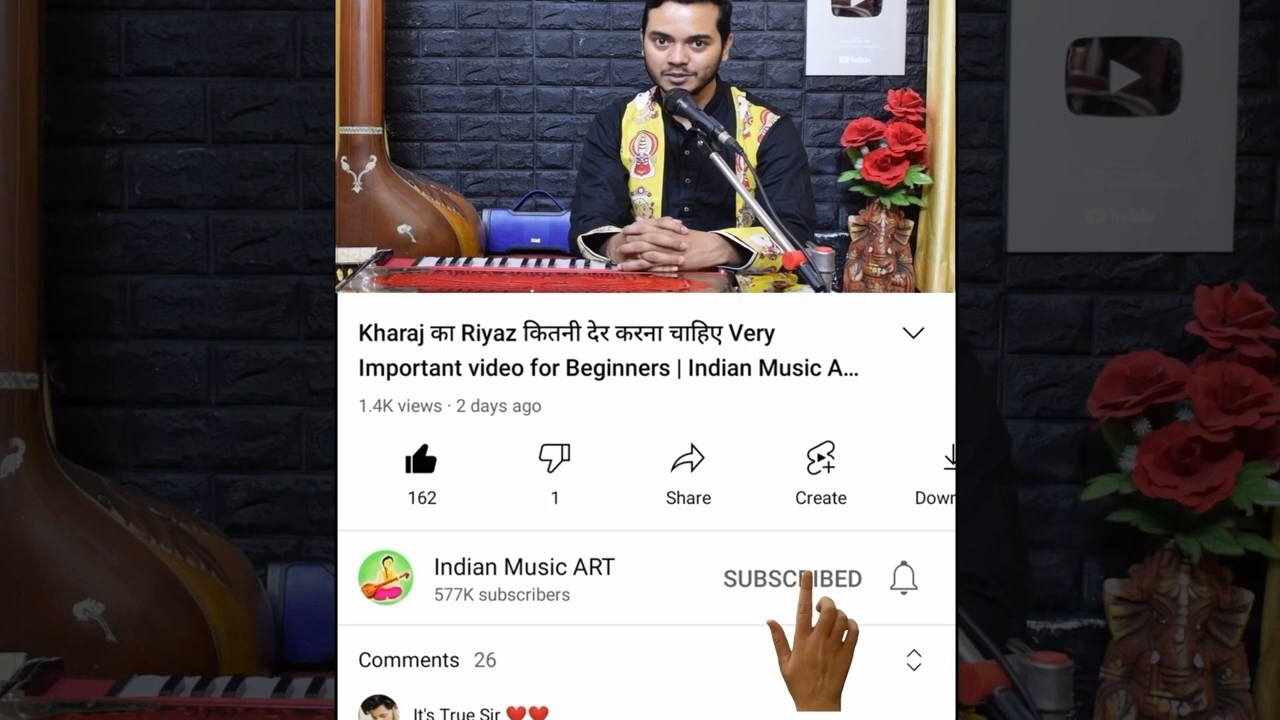 Kharaj का Riyaz कितनी देर करना चाहिए Very
Important video for Beginners | Indian Music A...
1.4K views · 2 days ago
162
1
Share
Create
Down
Indian Music ART
577K subscribers
SUBSCRIBED
Comments 26
It's True Sir ❤️❤️